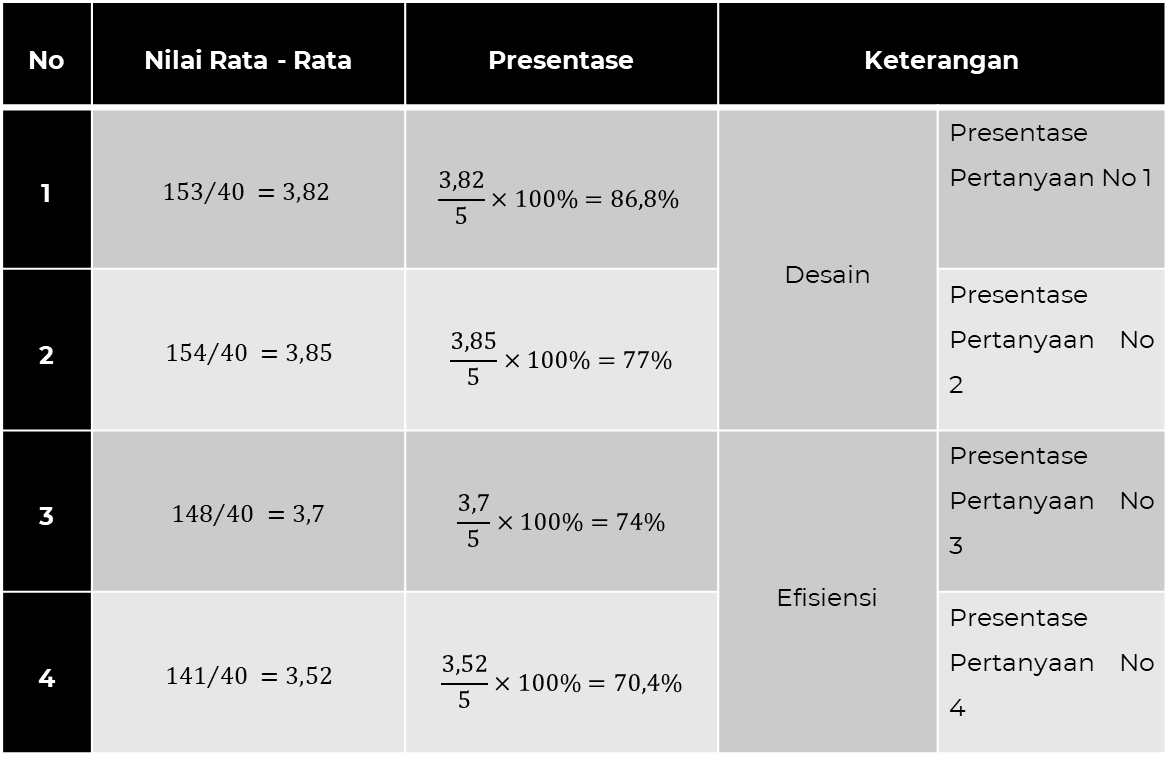 No Nilai Rata - Rata Presentase Keterangan
1 153/40 = 3,82 3,82/5 × 100% = 86,8% Desain Presentase
Pertanyaan No 1
2 154/40 = 3,85 3,85/5 × 100% = 77% Presentase
Pertanyaan No
2
3 148/40 = 3,7 3,7/5 × 100% = 74% Efisiensi Presentase
Pertanyaan No
3
4 141/40 = 3,52 3,52/5 × 100% = 70,4% Presentase
Pertanyaan No
4